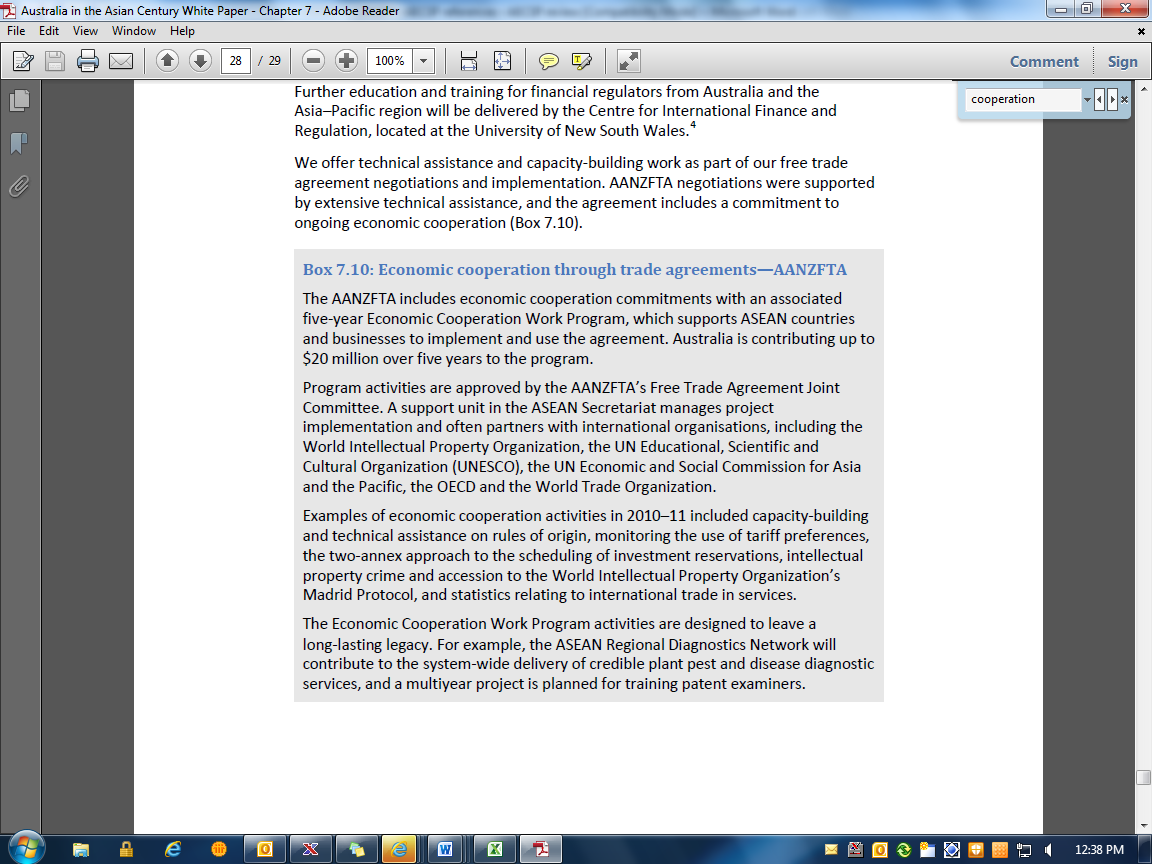 Australia in the Asian Century White Paper - Chapter 7 - Adobe Reader
File Edit View Window Help
28 / 29 100% Comment Sign
cooperation
Further education and training for financial regulators from Australia and the
Asia–Pacific region will be delivered by the Centre for International Finance and
Regulation, located at the University of New South Wales.4
We offer technical assistance and capacity-building work as part of our free trade
agreement negotiations and implementation. AANZFTA negotiations were supported
by extensive technical assistance, and the agreement includes a commitment to
ongoing economic cooperation (Box 7.10).
Box 7.10: Economic cooperation through trade agreements—AANZFTA
The AANZFTA includes economic cooperation commitments with an associated
five-year Economic Cooperation Work Program, which supports ASEAN countries
and businesses to implement and use the agreement. Australia is contributing up to
$20 million over five years to the program.
Program activities are approved by the AANZFTA's Free Trade Agreement Joint
Committee. A support unit in the ASEAN Secretariat manages project
implementation and often partners with international organisations, including the
World Intellectual Property Organization, the UN Educational, Scientific and
Cultural Organization (UNESCO), the UN Economic and Social Commission for Asia
and the Pacific, the OECD and the World Trade Organization.
Examples of economic cooperation activities in 2010–11 included capacity-building
and technical assistance on rules of origin, monitoring the use of tariff preferences,
the two-annex approach to the scheduling of investment reservations, intellectual
property crime and accession to the World Intellectual Property Organization's
Madrid Protocol, and statistics relating to international trade in services.
The Economic Cooperation Work Program activities are designed to leave a
long-lasting legacy. For example, the ASEAN Regional Diagnostics Network will
contribute to the system-wide delivery of credible plant pest and disease diagnostic
services, and a multiyear project is planned for training patent examiners.
12:38 PM